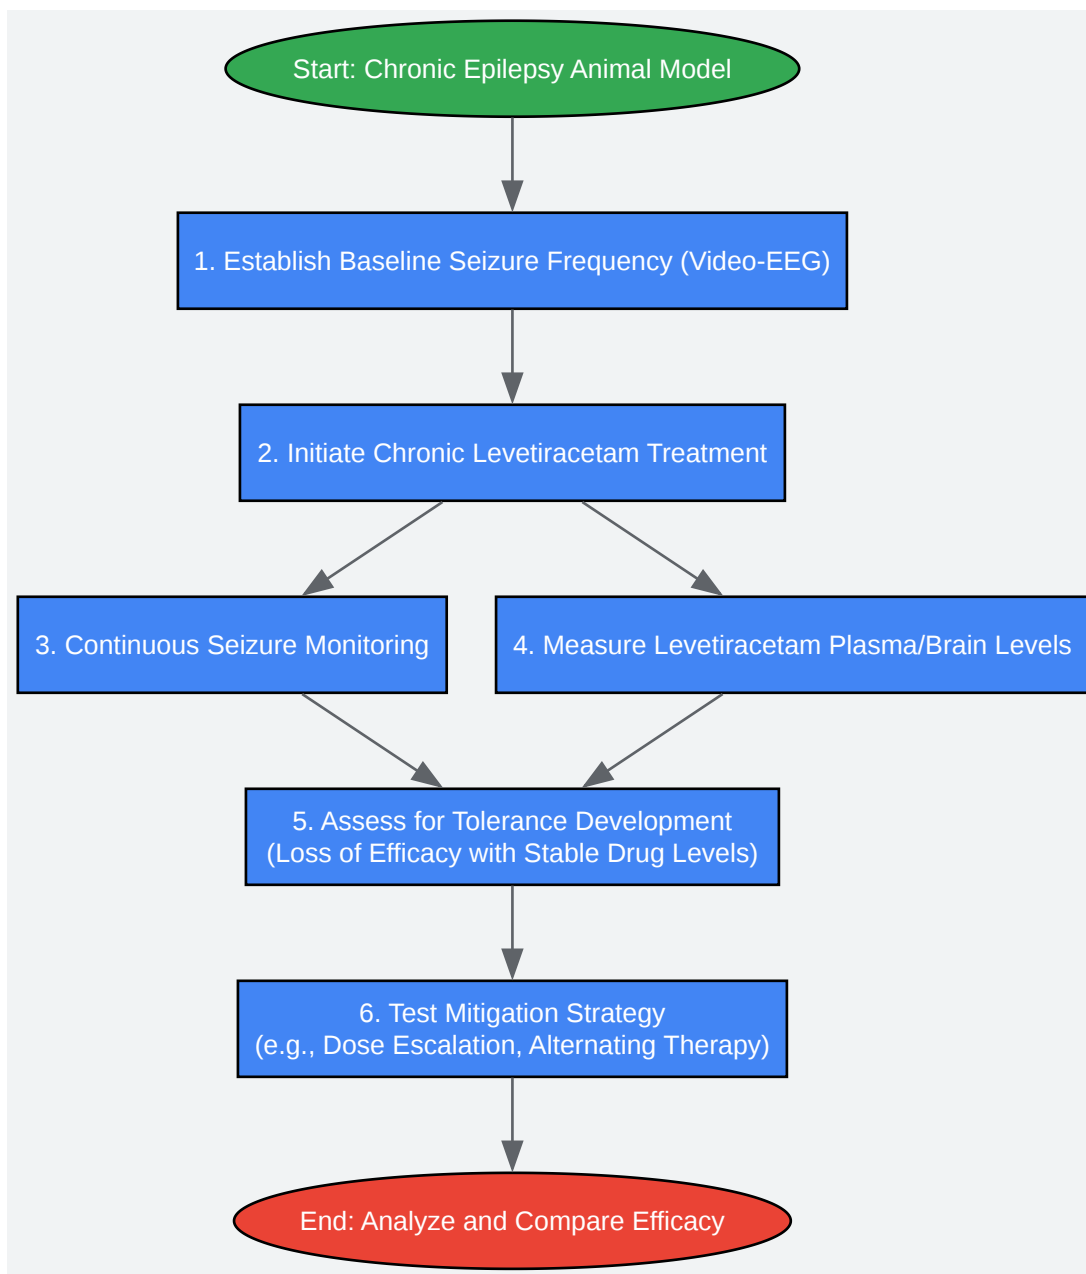 Start: Chronic Epilepsy Animal Model
1. Establish Baseline Seizure Frequency (Video-EEG)
2. Initiate Chronic Levetiracetam Treatment
3. Continuous Seizure Monitoring
4. Measure Levetiracetam Plasma/Brain Levels
5. Assess for Tolerance Development
(Loss of Efficacy with Stable Drug Levels)
6. Test Mitigation Strategy
(e.g., Dose Escalation, Alternating Therapy)
End: Analyze and Compare Efficacy